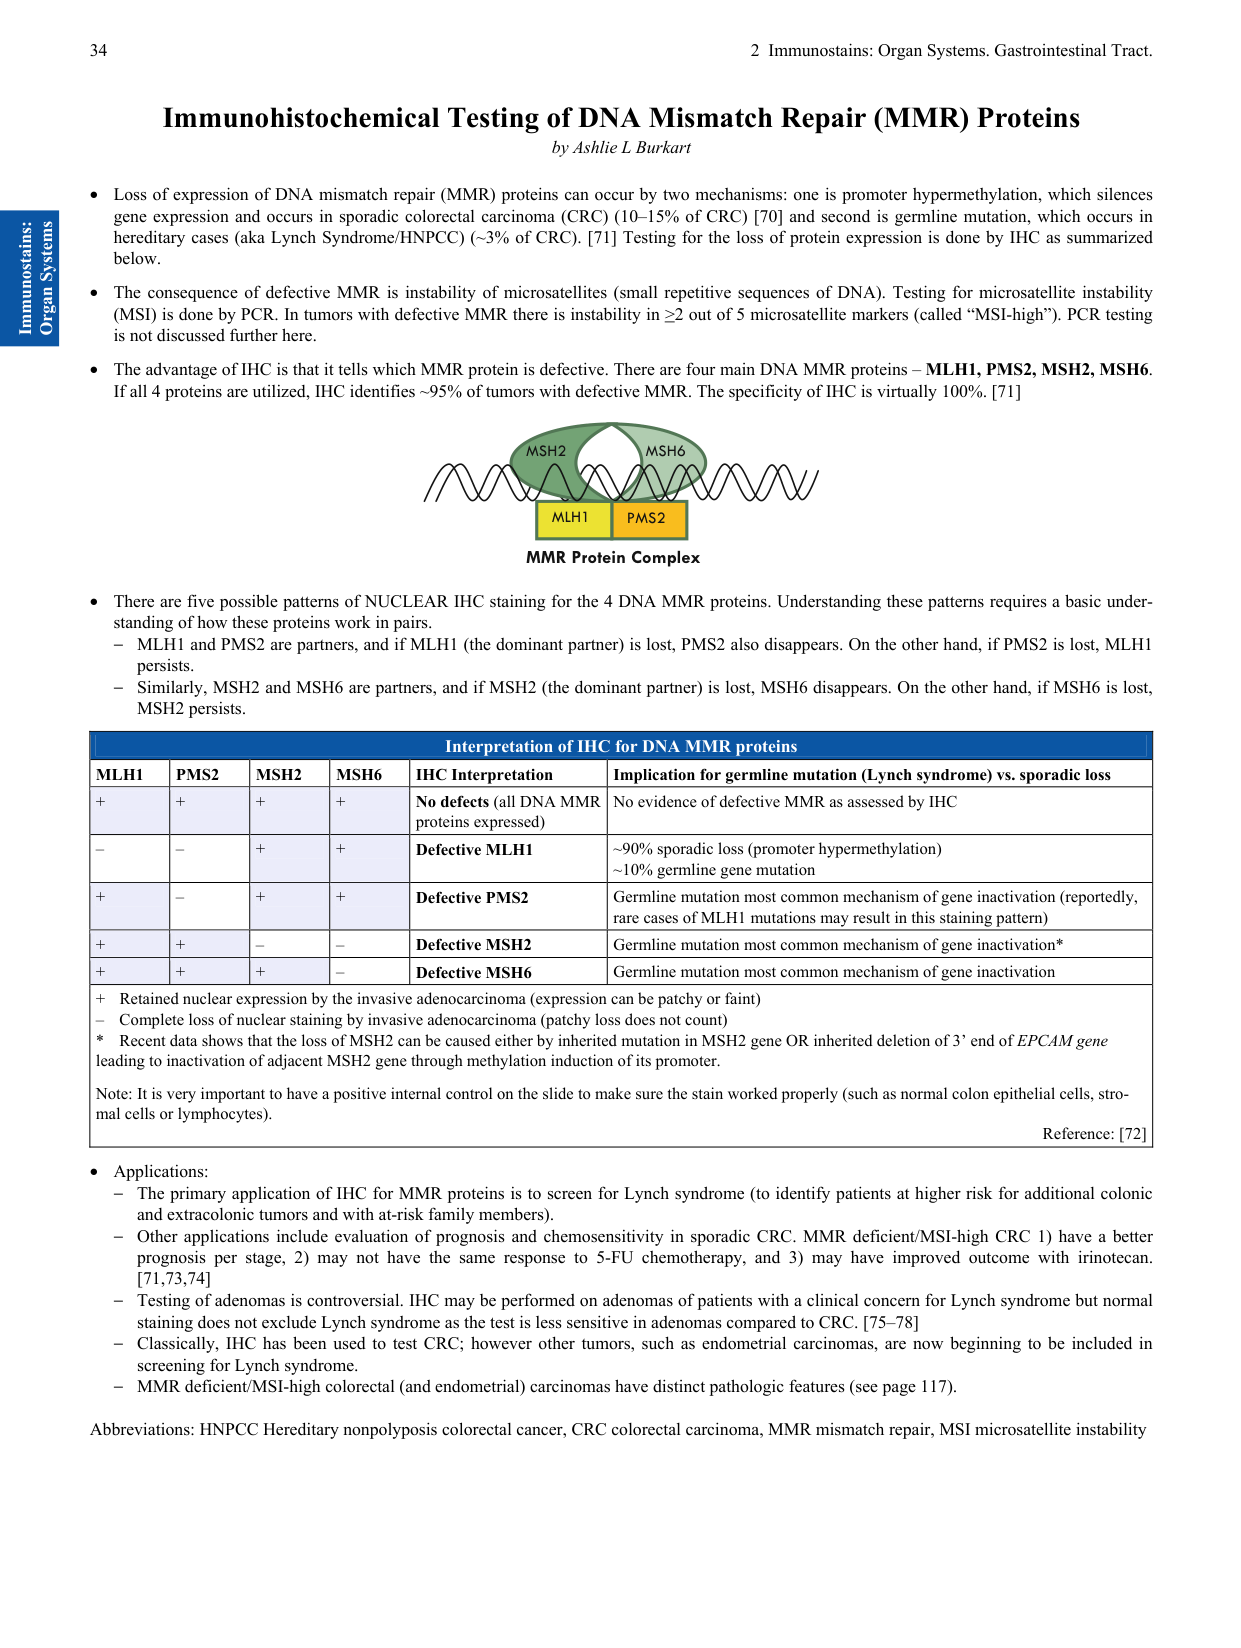 34
2 Immunostains: Organ Systems. Gastrointestinal Tract.
Immunohistochemical Testing of DNA Mismatch Repair (MMR) Proteins
by Ashlie L Burkart
Immunostains:
Organ Systems
• Loss of expression of DNA mismatch repair (MMR) proteins can occur by two mechanisms: one is promoter hypermethylation, which silences
gene expression and occurs in sporadic colorectal carcinoma (CRC) (10–15% of CRC) [70] and second is germline mutation, which occurs in
hereditary cases (aka Lynch Syndrome/HNPCC) (~3% of CRC). [71] Testing for the loss of protein expression is done by IHC as summarized
below.
• The consequence of defective MMR is instability of microsatellites (small repetitive sequences of DNA). Testing for microsatellite instability
(MSI) is done by PCR. In tumors with defective MMR there is instability in ≥2 out of 5 microsatellite markers (called “MSI-high”). PCR testing
is not discussed further here.
• The advantage of IHC is that it tells which MMR protein is defective. There are four main DNA MMR proteins – MLH1, PMS2, MSH2, MSH6.
If all 4 proteins are utilized, IHC identifies ~95% of tumors with defective MMR. The specificity of IHC is virtually 100%. [71]
MSH2 MSH6
MLH1 PMS2
MMR Protein Complex
• There are five possible patterns of NUCLEAR IHC staining for the 4 DNA MMR proteins. Understanding these patterns requires a basic under-
standing of how these proteins work in pairs.
– MLH1 and PMS2 are partners, and if MLH1 (the dominant partner) is lost, PMS2 also disappears. On the other hand, if PMS2 is lost, MLH1
persists.
– Similarly, MSH2 and MSH6 are partners, and if MSH2 (the dominant partner) is lost, MSH6 disappears. On the other hand, if MSH6 is lost,
MSH2 persists.
Interpretation of IHC for DNA MMR proteins
MLH1 PMS2 MSH2 MSH6 IHC Interpretation Implication for germline mutation (Lynch syndrome) vs. sporadic loss
+ + + + No defects (all DNA MMR No evidence of defective MMR as assessed by IHC
proteins expressed)
– – + + Defective MLH1 ~90% sporadic loss (promoter hypermethylation)
~10% germline gene mutation
+ – + + Defective PMS2 Germline mutation most common mechanism of gene inactivation (reportedly,
rare cases of MLH1 mutations may result in this staining pattern)
+ + – – Defective MSH2 Germline mutation most common mechanism of gene inactivation*
+ + + – Defective MSH6 Germline mutation most common mechanism of gene inactivation
+ Retained nuclear expression by the invasive adenocarcinoma (expression can be patchy or faint)
– Complete loss of nuclear staining by invasive adenocarcinoma (patchy loss does not count)
* Recent data shows that the loss of MSH2 can be caused either by inherited mutation in MSH2 gene OR inherited deletion of 3’ end of EPCAM gene
leading to inactivation of adjacent MSH2 gene through methylation induction of its promoter.
Note: It is very important to have a positive internal control on the slide to make sure the stain worked properly (such as normal colon epithelial cells, stro-
mal cells or lymphocytes).
Reference: [72]
• Applications:
– The primary application of IHC for MMR proteins is to screen for Lynch syndrome (to identify patients at higher risk for additional colonic
and extracolonic tumors and with at-risk family members).
– Other applications include evaluation of prognosis and chemosensitivity in sporadic CRC. MMR deficient/MSI-high CRC 1) have a better
prognosis per stage, 2) may not have the same response to 5-FU chemotherapy, and 3) may have improved outcome with irinotecan.
[71,73,74]
– Testing of adenomas is controversial. IHC may be performed on adenomas of patients with a clinical concern for Lynch syndrome but normal
staining does not exclude Lynch syndrome as the test is less sensitive in adenomas compared to CRC. [75–78]
– Classically, IHC has been used to test CRC; however other tumors, such as endometrial carcinomas, are now beginning to be included in
screening for Lynch syndrome.
– MMR deficient/MSI-high colorectal (and endometrial) carcinomas have distinct pathologic features (see page 117).
Abbreviations: HNPCC Hereditary nonpolyposis colorectal cancer, CRC colorectal carcinoma, MMR mismatch repair, MSI microsatellite instability